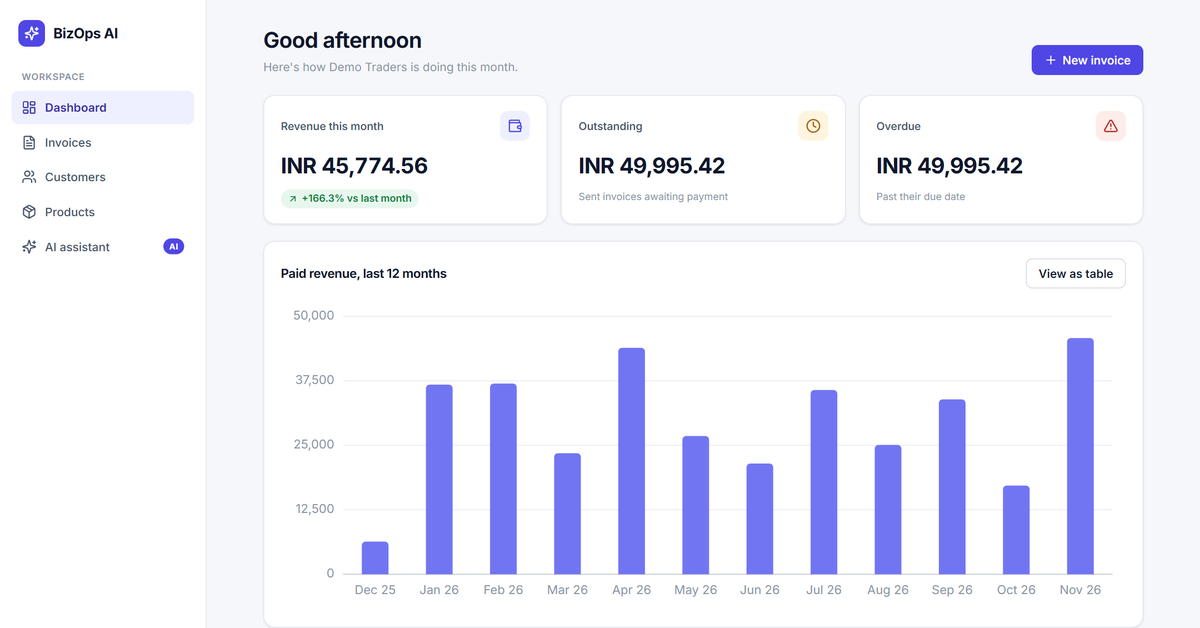 BizOps AI
WORKSPACE
Dashboard
Invoices
Customers
Products
AI assistant AI
Good afternoon
Here's how Demo Traders is doing this month.
+ New invoice
Revenue this month
INR 45,774.56
+166.3% vs last month
Outstanding
INR 49,995.42
Sent invoices awaiting payment
Overdue
INR 49,995.42
Past their due date
Paid revenue, last 12 months
View as table
50,000
37,500
25,000
12,500
0
Dec 25 Jan 26 Feb 26 Mar 26 Apr 26 May 26 Jun 26 Jul 26 Aug 26 Sep 26 Oct 26 Nov 26